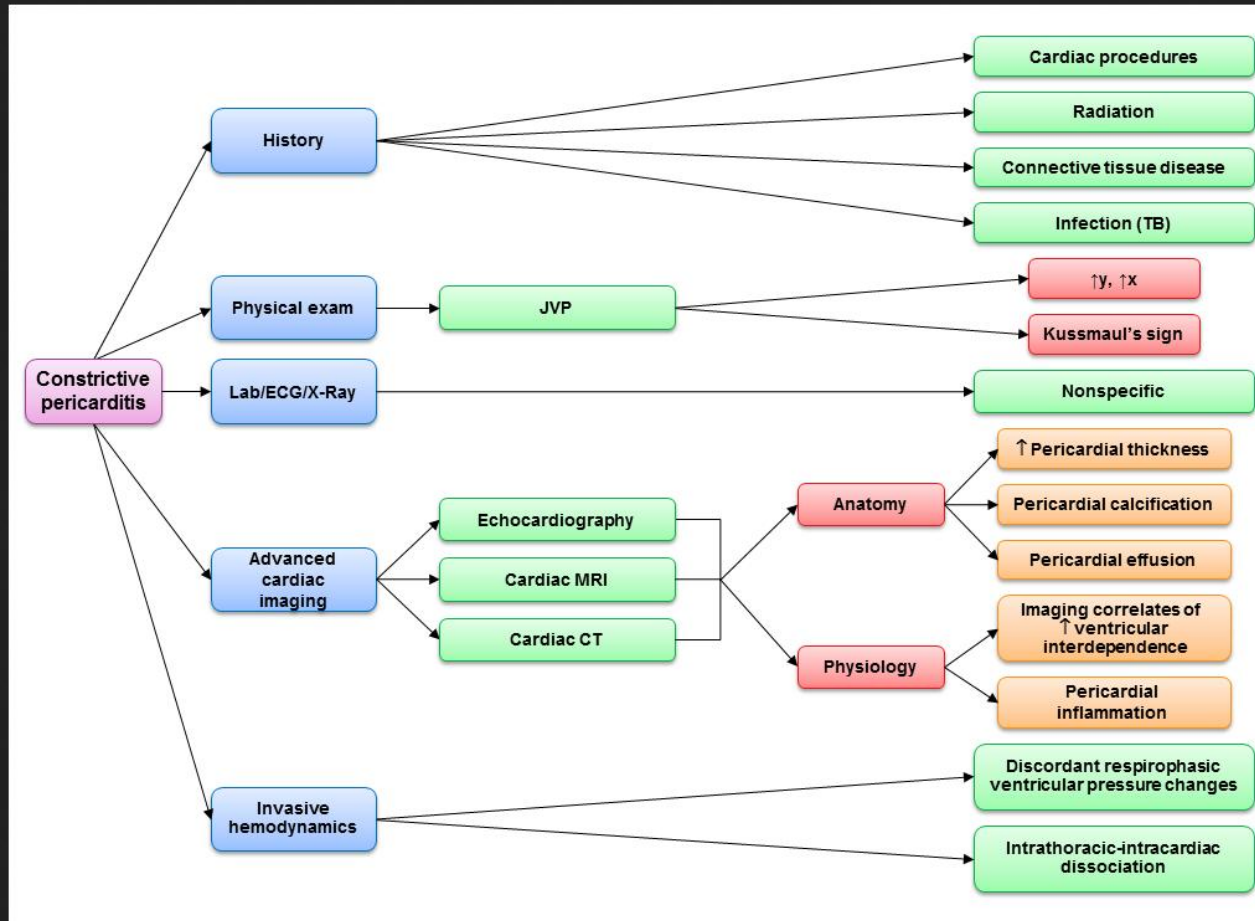 Cardiac procedures
History
Radiation
Connective tissue disease
Infection (TB)
Physical exam
JVP
↑y, ↑x
Kussmaul's sign
Constrictive
pericarditis
Lab/ECG/X-Ray
Nonspecific
Advanced
cardiac
imaging
Echocardiography
Cardiac MRI
Cardiac CT
Anatomy
↑ Pericardial thickness
Pericardial calcification
Pericardial effusion
Physiology
Imaging correlates of
↑ ventricular
interdependence
Pericardial
inflammation
Invasive
hemodynamics
Discordant respirophasic
ventricular pressure changes
Intrathoracic-intracardiac
dissociation